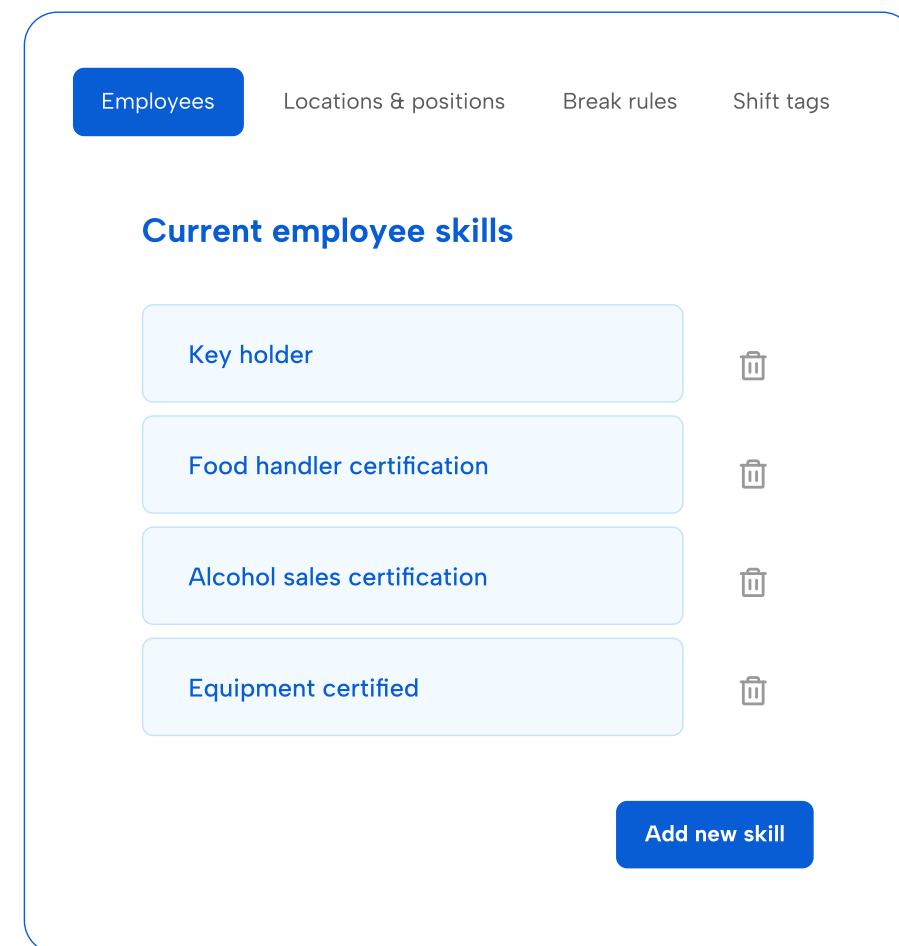 Employees
Locations & positions
Break rules
Shift tags
Current employee skills
Key holder
Food handler certification
Alcohol sales certification
Equipment certified
Add new skill